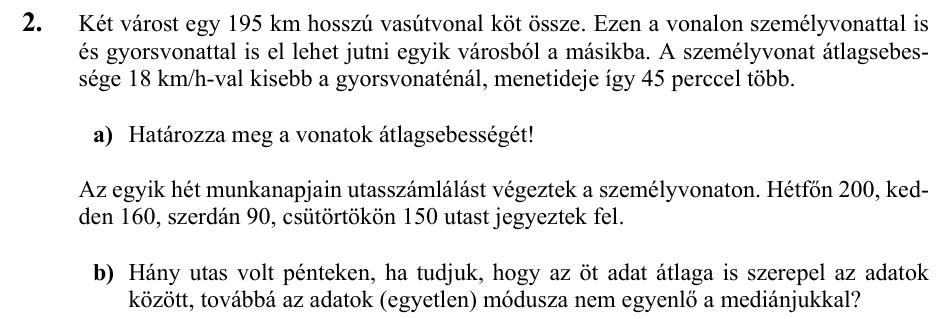 2. Két várost egy 195 km hosszú vasútvonal köt össze. Ezen a vonalon személyvonattal is
és gyorsvonattal is el lehet jutni egyik városból a másikba. A személyvonat átlagsebes-
sége 18 km/h-val kisebb a gyorsvonaténál, menetideje így 45 perccel több.
a) Határozza meg a vonatok átlagsebességét!
Az egyik hét munkanapjain utasszámlálást végeztek a személyvonaton. Hétfőn 200, ked-
den 160, szerdán 90, csütörtökön 150 utast jegyeztek fel.
b) Hány utas volt pénteken, ha tudjuk, hogy az öt adat átlaga is szerepel az adatok
között, továbbá az adatok (egyetlen) módusza nem egyenlő a mediánjukkal?